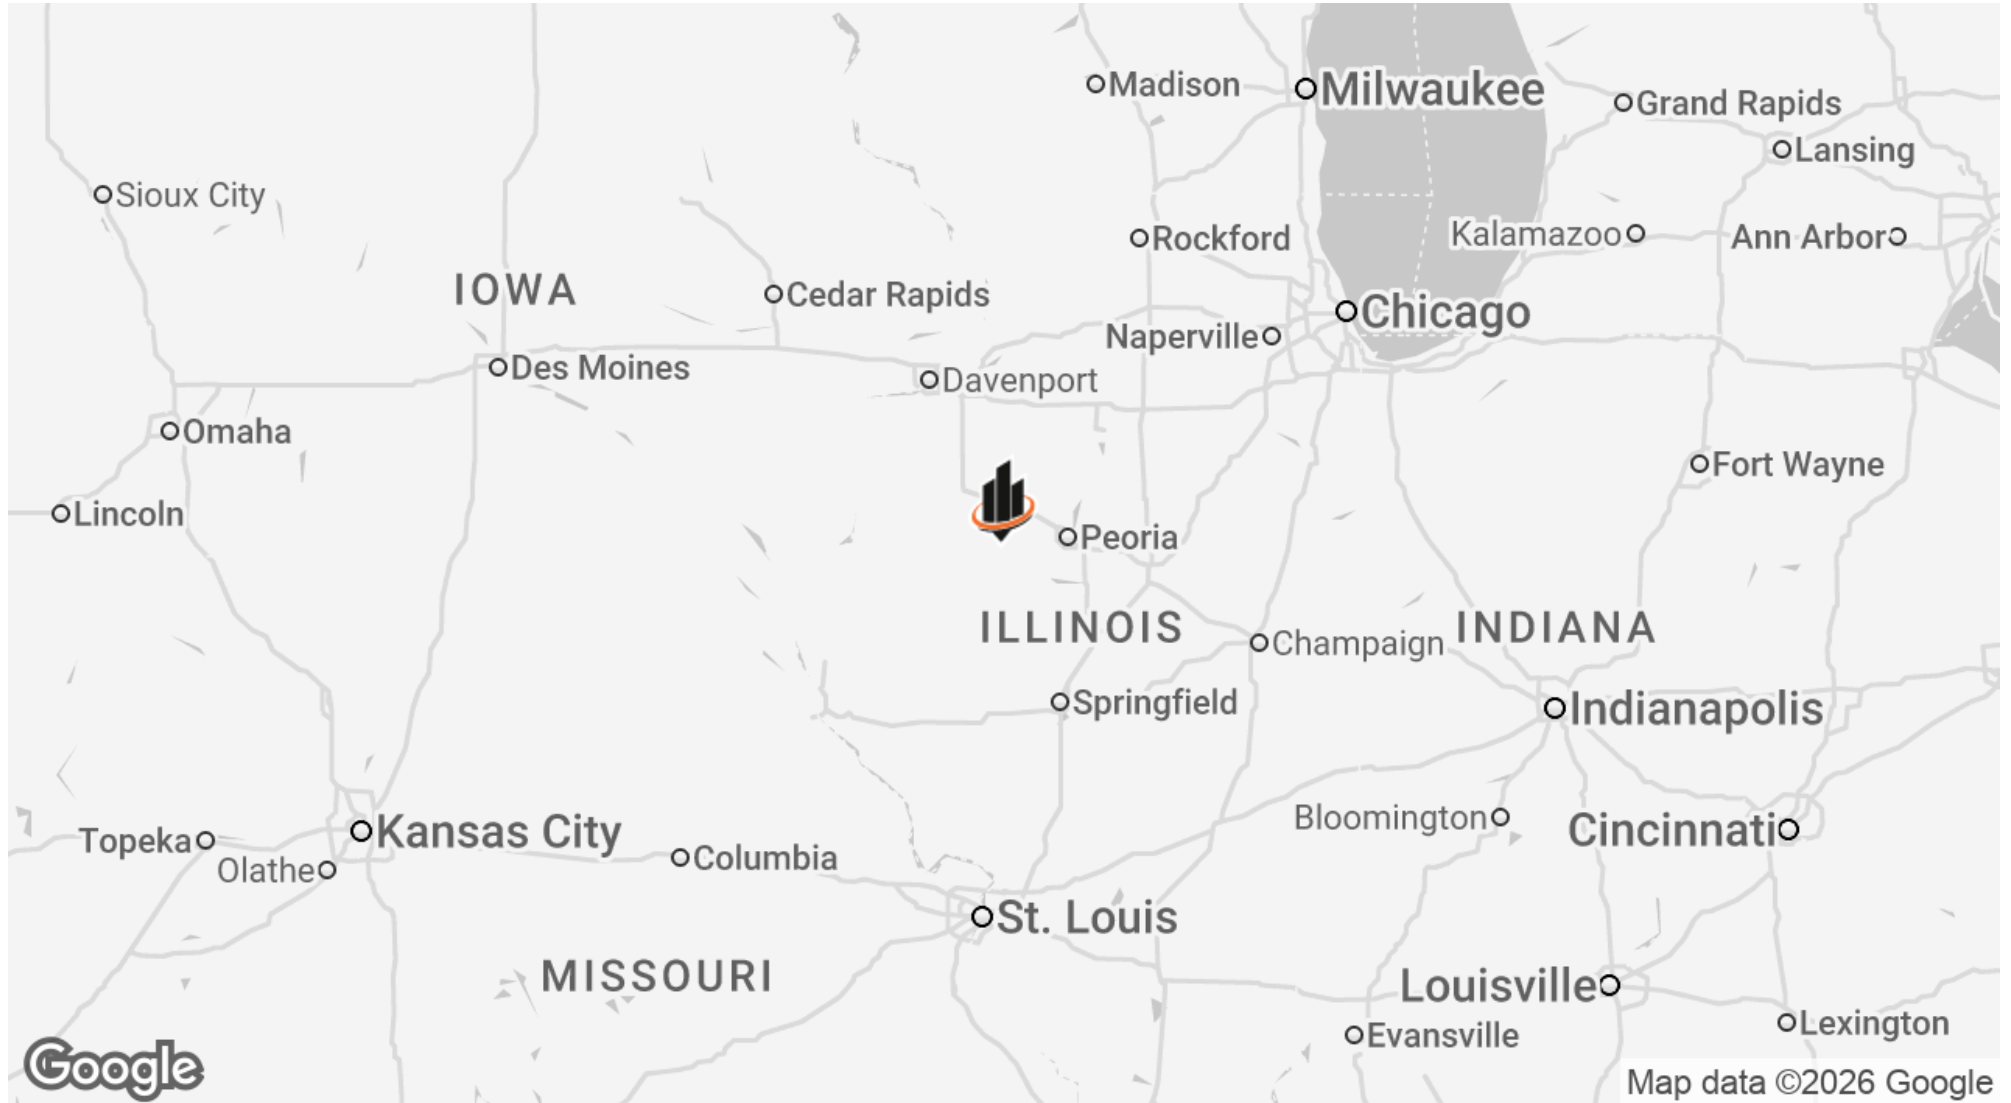 Madison
Milwaukee
Grand Rapids
Lansing
Sioux City
Rockford
Kalamazoo
Ann Arbor
IOWA
Cedar Rapids
Chicago
Naperville
Des Moines
Davenport
Omaha
Fort Wayne
Lincoln
Peoria
ILLINOIS
INDIANA
Champaign
Springfield
Indianapolis
Bloomington
Cincinnati
Kansas City
Topeka
Olathe
Columbia
St. Louis
MISSOURI
Louisville
Lexington
Evansville
Google
Map data ©2026 Google